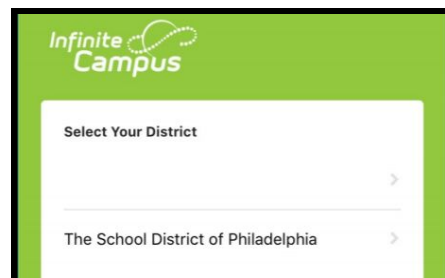 Infinite
Campus
Select Your District
The School District of Philadelphia